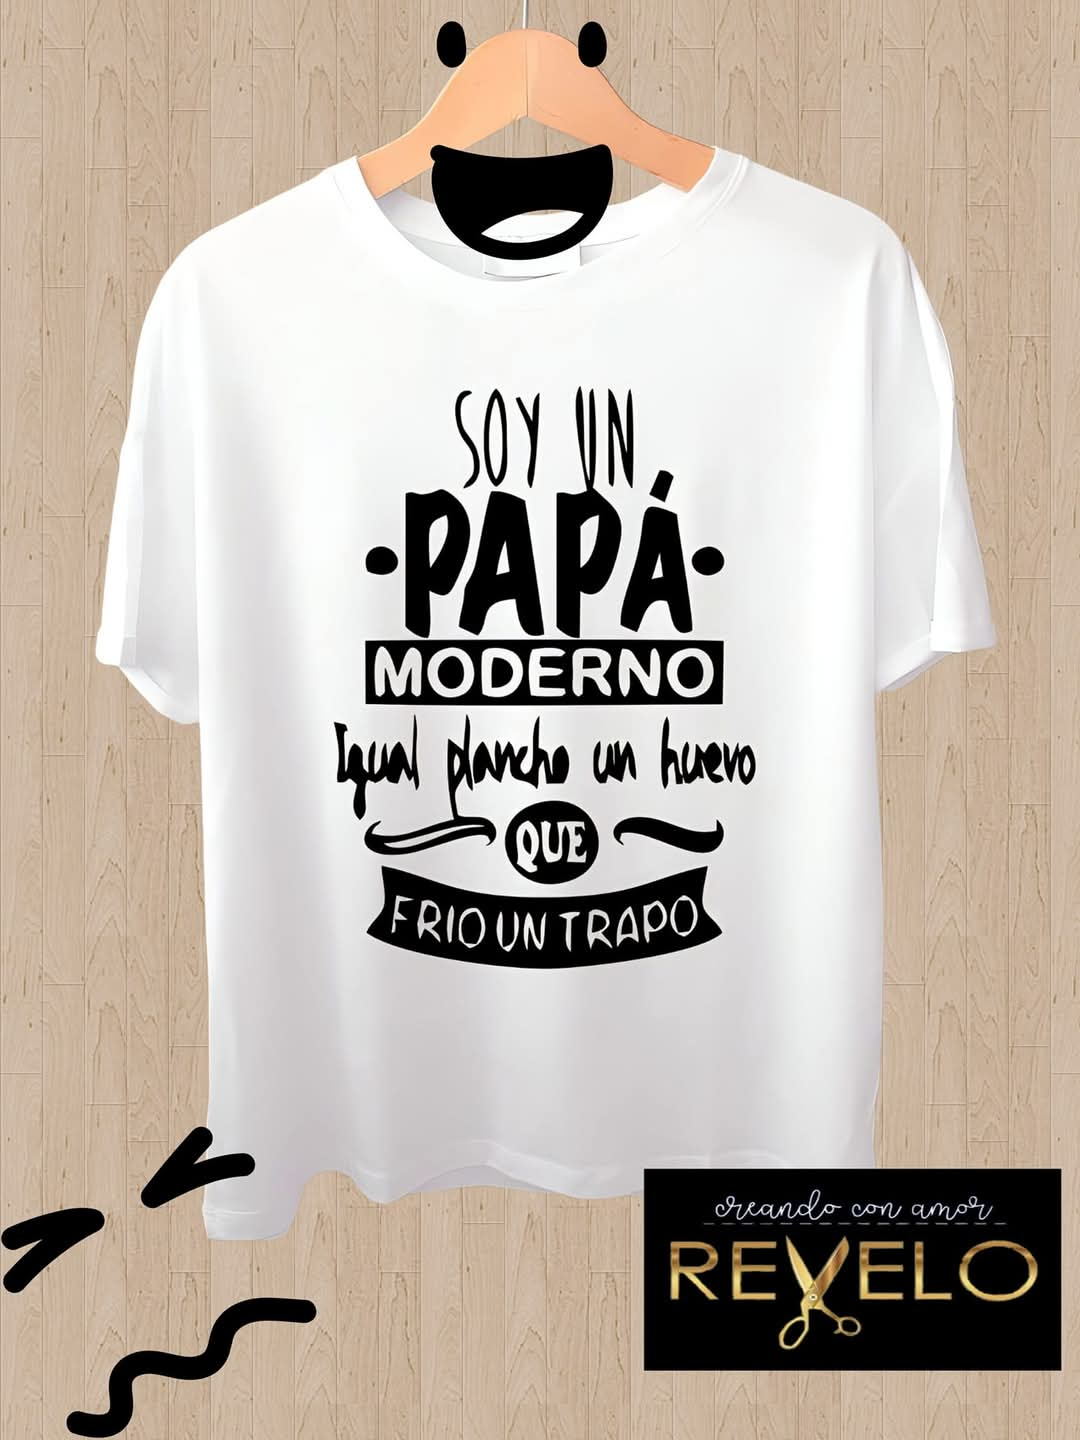 SOY UN
PAPÁ
MODERNO
Igual plancho un huevo
QUE
FRIO UN TRAPO
creando con amor
REVELO